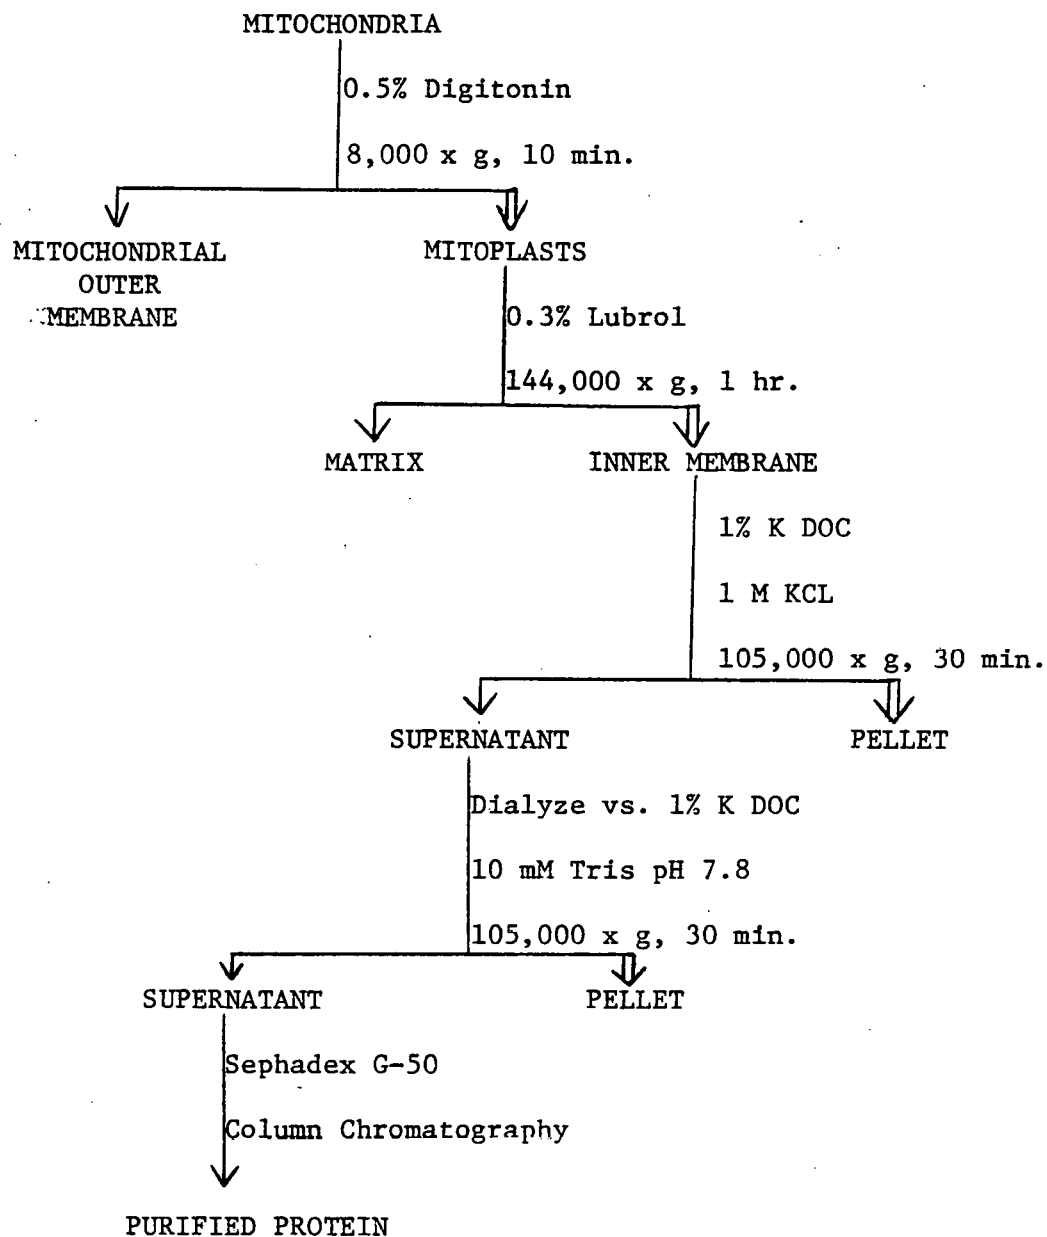 MITOCHONDRIA
0.5% Digitonin
8,000 x g, 10 min.
MITOCHONDRIAL
OUTER
MEMBRANE
MITOPLASTS
0.3% Lubrol
144,000 x g, 1 hr.
MATRIX
INNER MEMBRANE
1% K DOC
1 M KCL
105,000 x g, 30 min.
SUPERNATANT
PELLET
Dialyze vs. 1% K DOC
10 mM Tris pH 7.8
105,000 x g, 30 min.
SUPERNATANT
PELLET
Sephadex G-50
Column Chromatography
PURIFIED PROTEIN